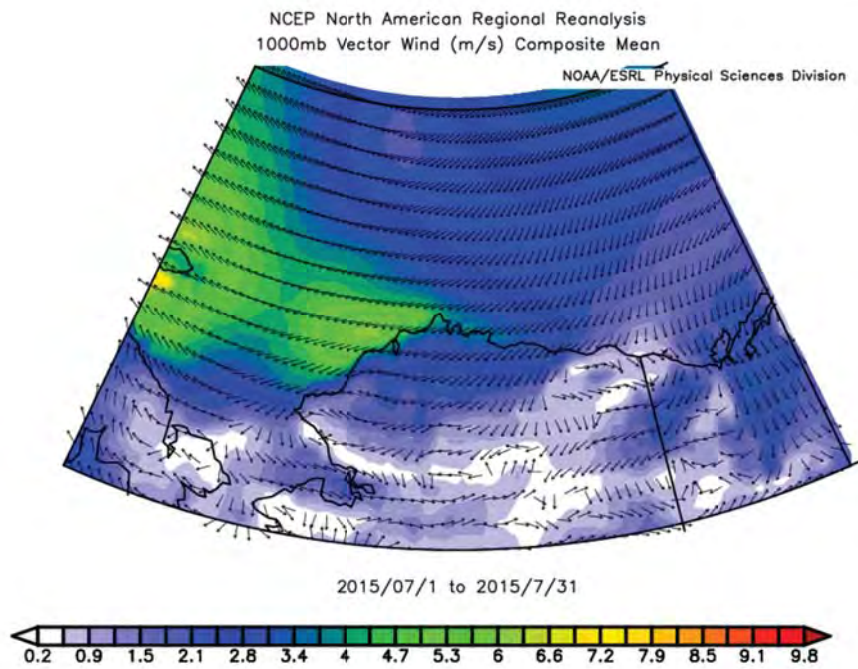 NCEP North American Regional Reanalysis
1000mb Vector Wind (m/s) Composite Mean
NOAA/ESRL Physical Sciences Division
2015/07/1 to 2015/7/31
0.2 0.9 1.5 2.1 2.8 3.4 4 4.7 5.3 6 6.6 7.2 7.9 8.5 9.1 9.8